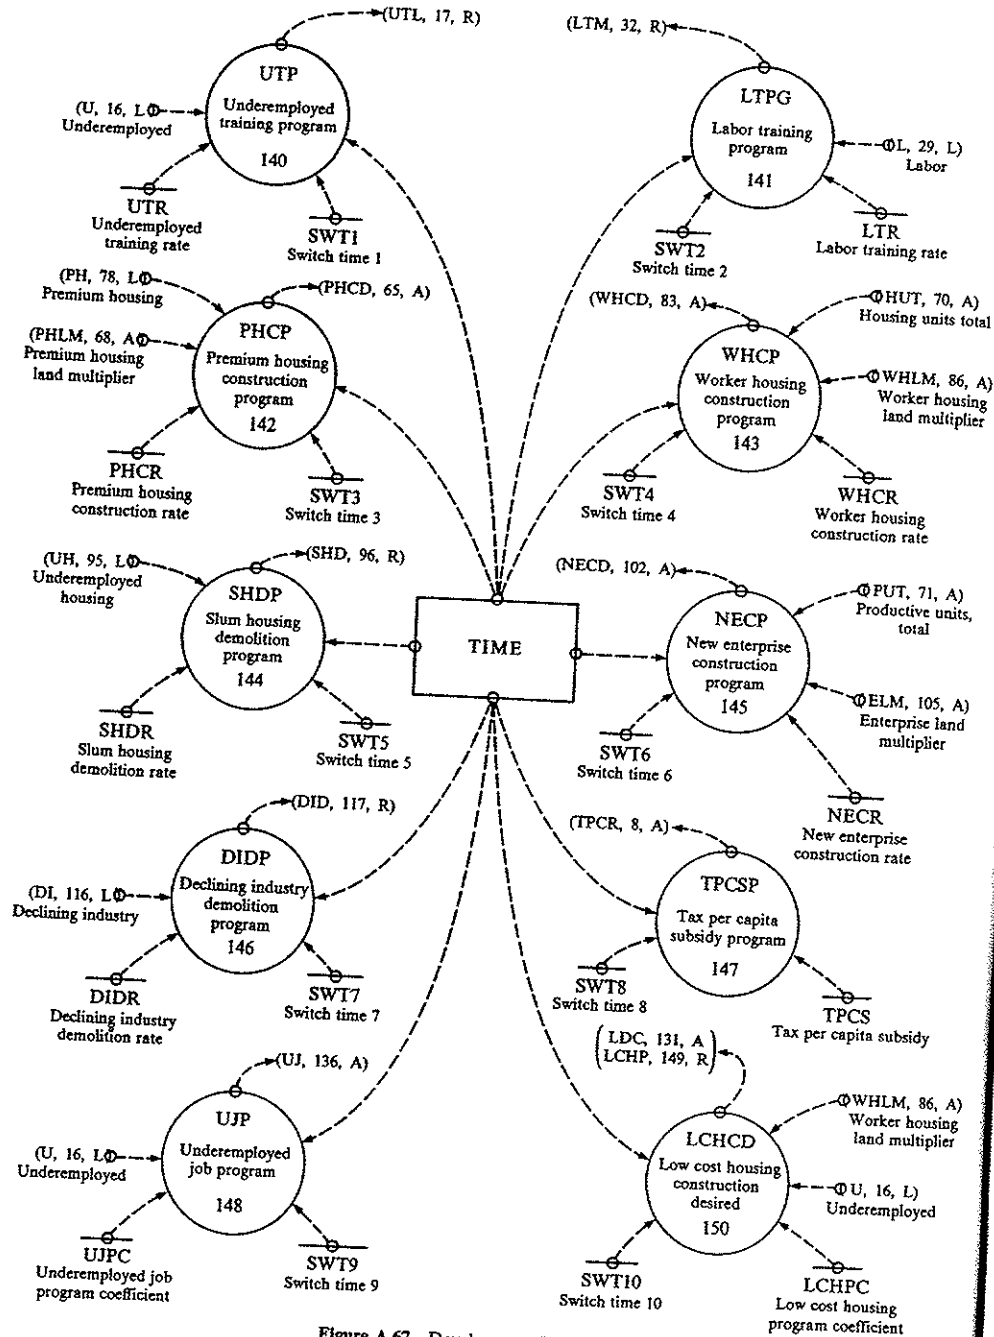 (UTL, 17, R)
UTP
Underemployed
training program
140
(U, 16, L)
Underemployed
UTR
Underemployed
training rate
SWT1
Switch time 1
(LTM, 32, R)
LTPG
Labor training
program
141
L, 29, L)
Labor
SWT2
Switch time 2
LTR
Labor training rate
(PH, 78, L)
Premium housing
(PHCD, 65, A)
(PHLM, 68, A)
Premium housing
land multiplier
PHCP
Premium housing
construction
program
142
PHCR
Premium housing
construction rate
SWT3
Switch time 3
(WHCD, 83, A)
HUT, 70, A)
Housing units total
WHCP
Worker housing
construction
program
143
WHLM, 86, A)
Worker housing
land multiplier
SWT4
Switch time 4
WHCR
Worker housing
construction rate
(UH, 95, L)
Underemployed
housing
(SHD, 96, R)
SHDP
Slum housing
demolition
program
144
SHDR
Slum housing
demolition rate
SWT5
Switch time 5
TIME
(NECD, 102, A)
PUT, 71, A)
Productive units,
total
NECP
New enterprise
construction
program
145
ELM, 105, A)
Enterprise land
multiplier
SWT6
Switch time 6
NECR
New enterprise
construction rate
(DID, 117, R)
DIDP
Declining industry
demolition
program
146
(DI, 116, L)
Declining industry
DIDR
Declining industry
demolition rate
SWT7
Switch time 7
(TPCR, 8, A)
TPCSP
Tax per capita
subsidy program
147
SWT8
Switch time 8
TPCS
Tax per capita subsidy
(UJ, 136, A)
UJP
Underemployed
job program
148
(U, 16, L)
Underemployed
UJPC
Underemployed job
program coefficient
SWT9
Switch time 9
(LDC, 131, A
LCHP, 149, R)
WHLM, 86, A)
Worker housing
land multiplier
LCHCD
Low cost housing
construction
desired
150
U, 16, L)
Underemployed
SWT10
Switch time 10
LCHPC
Low cost housing
program coefficient
Figure A-67